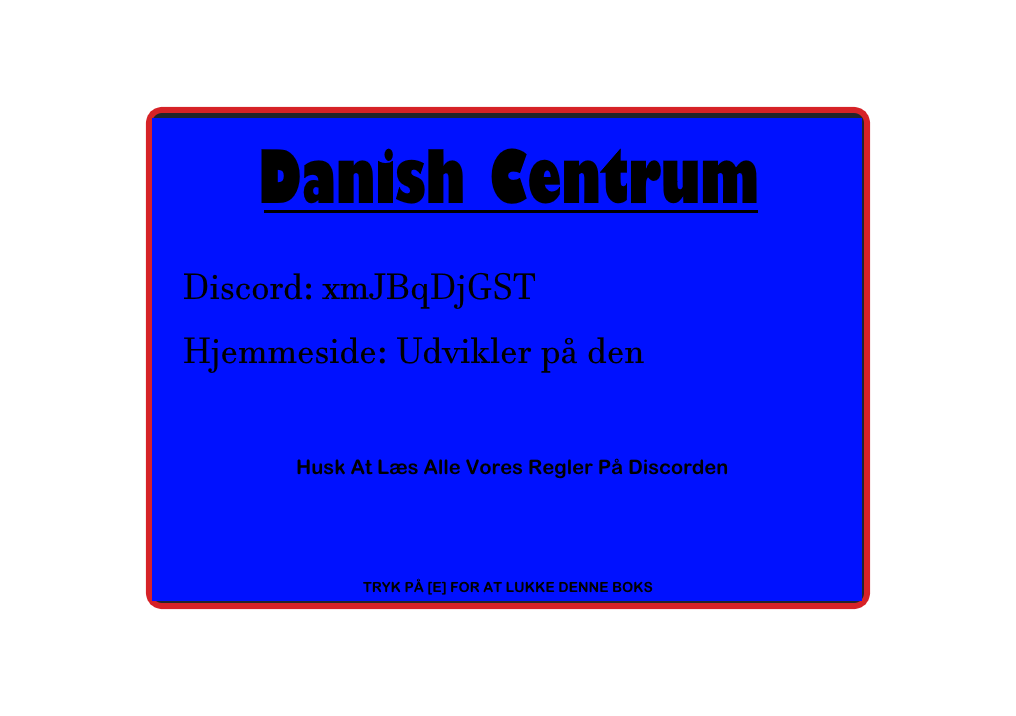 Danish Centrum
Discord: xmJBqDjGST
Hjemmeside: Udvikler på den
Husk At Læs Alle Vores Regler På Discorden
TRYK PÅ [E] FOR AT LUKKE DENNE BOKS